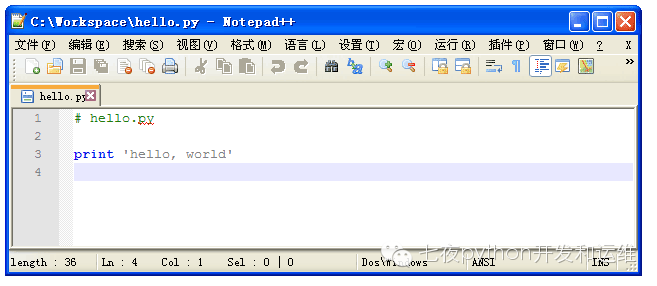 C:\Workspace\hello.py - Notepad++
文件(F) 编辑(E) 搜索(S) 视图(V) 格式(M) 语言(L) 设置(T) 宏(O) 运行(R) 插件(P) 窗口(W) ? X
hello.py
1 # hello.py
2
3 print 'hello, world'
4
七夜python开发和运维
length : 36 Ln : 4 Col : 1 Sel : 0 | 0 Dos\Windows ANSI INS